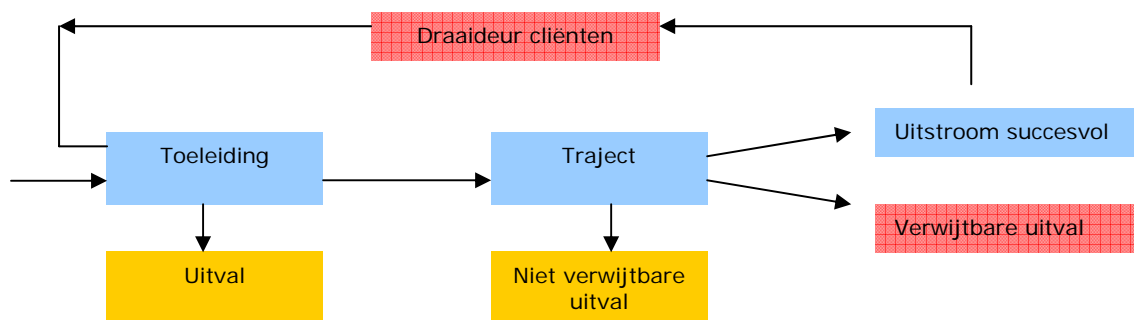 Draaideur cliënten
Toeleiding
Traject
Uitstroom succesvol
Verwijtbare uitval
Uitval
Niet verwijtbare
uitval